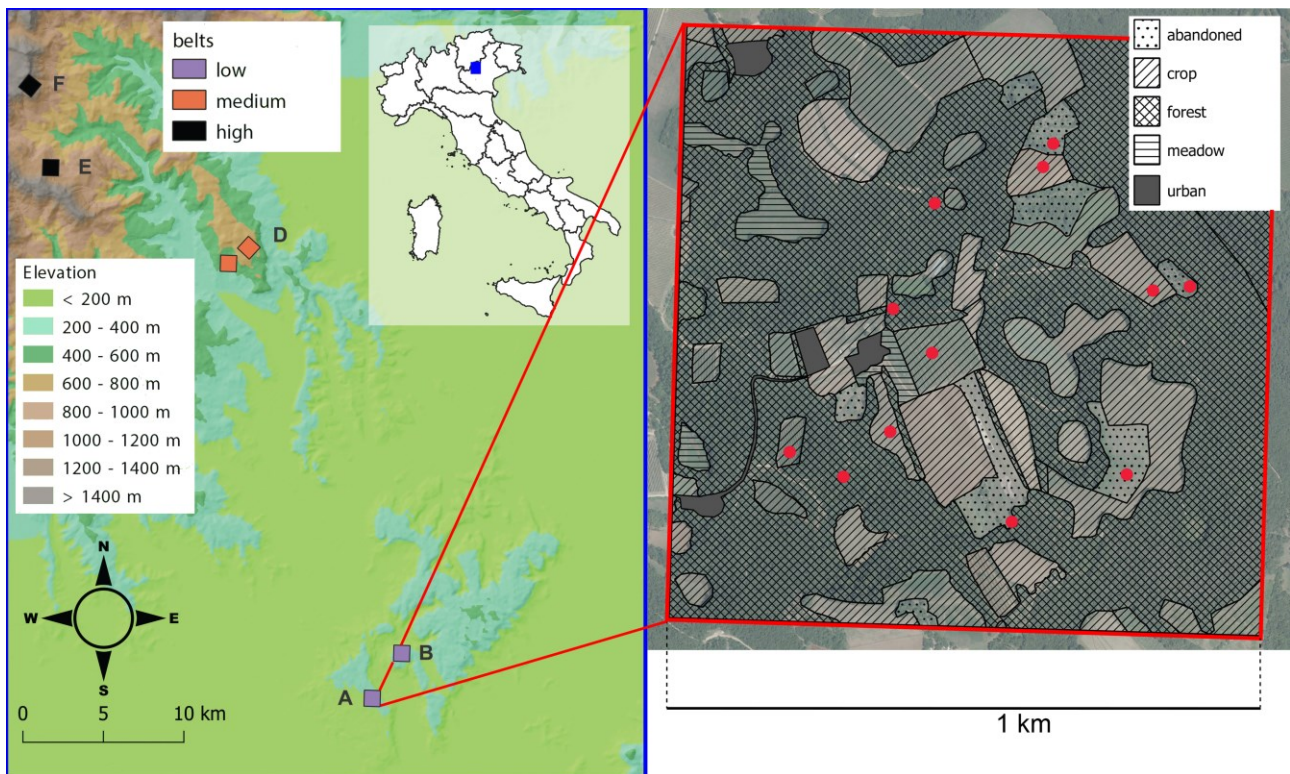 belts
low
medium
high
F
E
D
Elevation
< 200 m
200 - 400 m
400 - 600 m
600 - 800 m
800 - 1000 m
1000 - 1200 m
1200 - 1400 m
> 1400 m
N
W
E
S
B
A
0
5
10 km
abandoned
crop
forest
meadow
urban
1 km